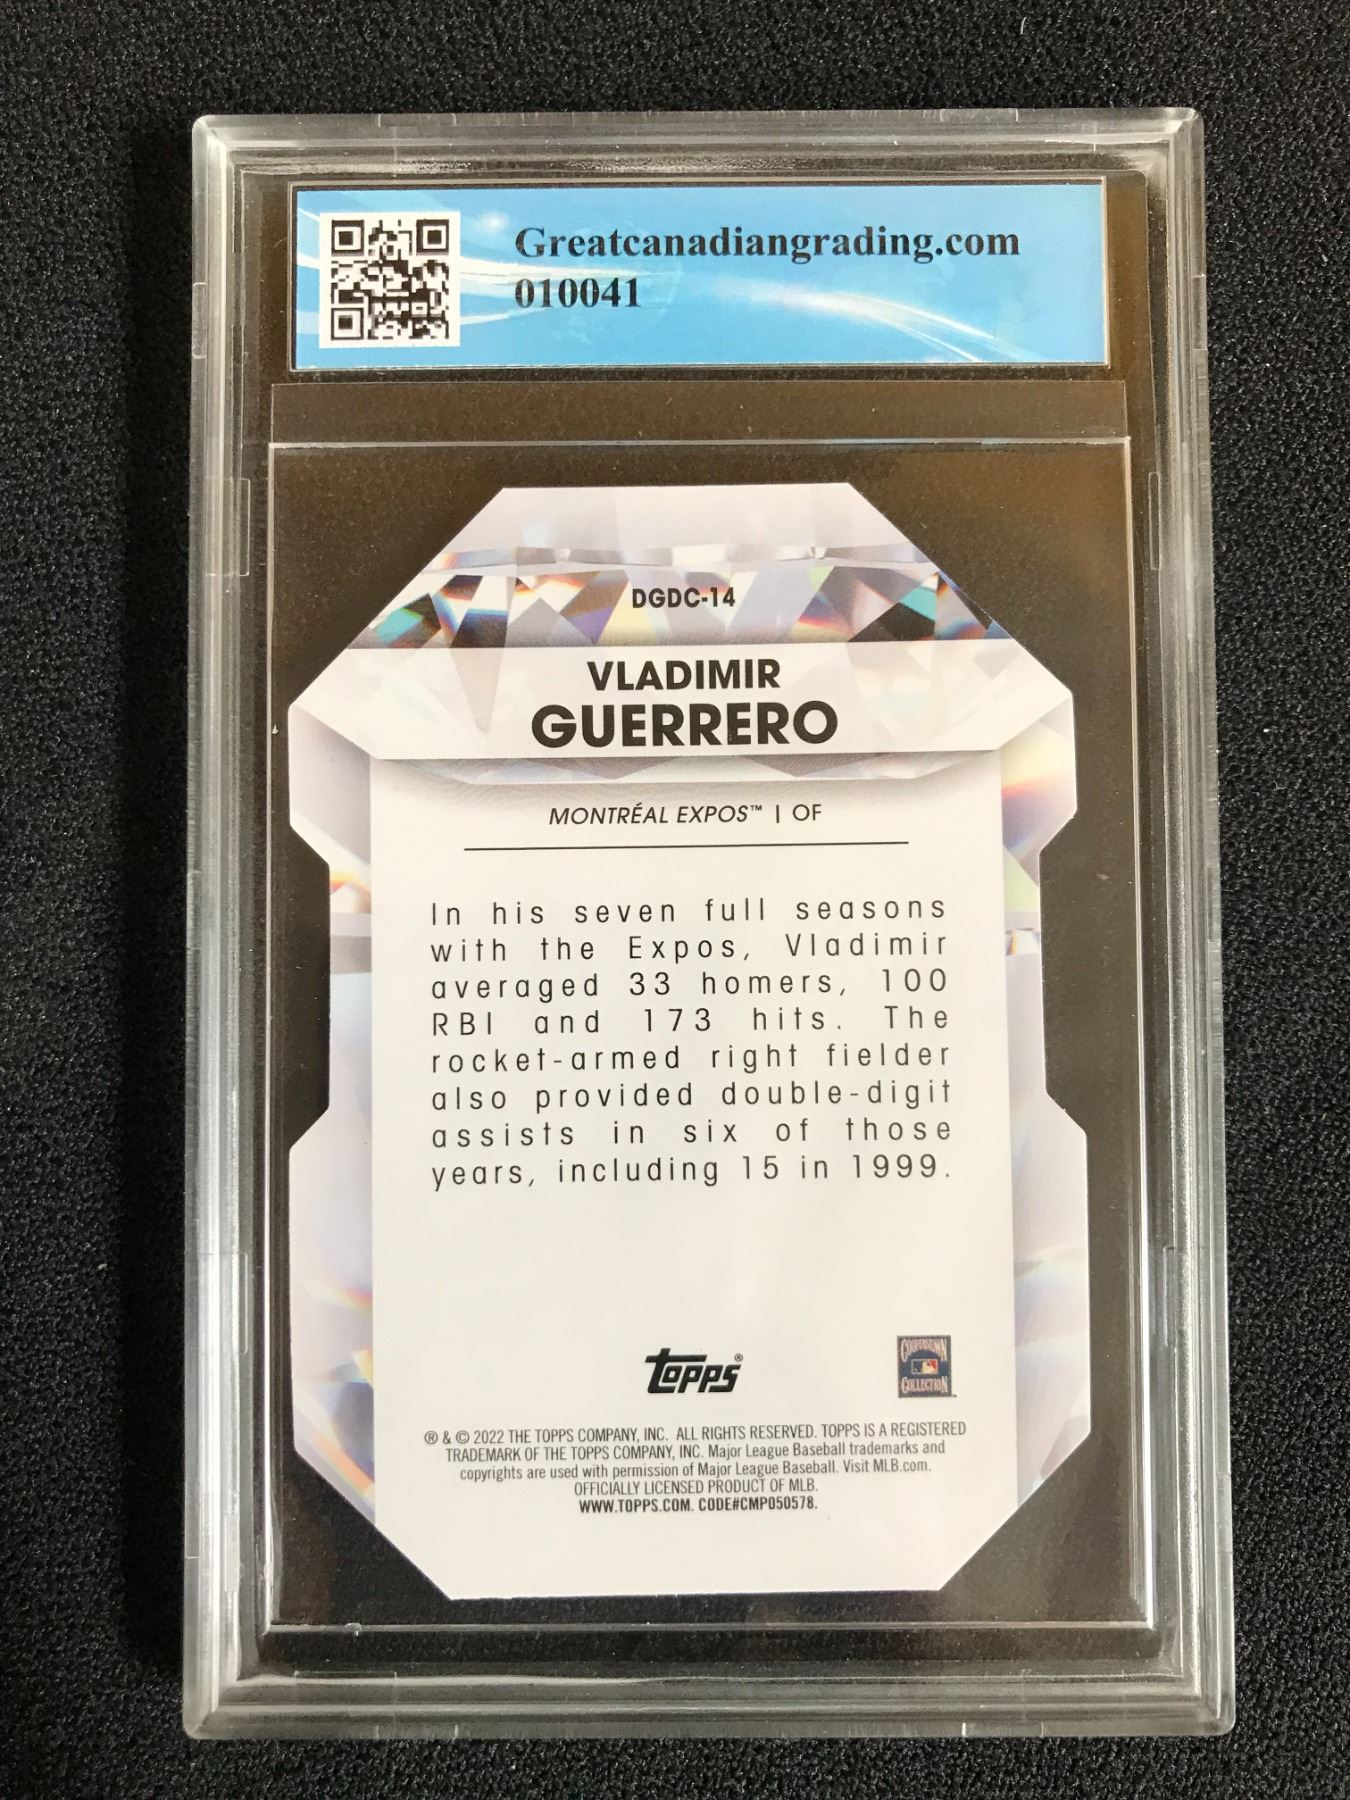 Greatcanadiangrading.com
010041
DGDC-14
VLADIMIR
GUERRERO
MONTRÉAL EXPOS™ | OF
In his seven full seasons
with the Expos, Vladimir
averaged 33 homers, 100
RBI and 173 hits. The
rocket-armed right fielder
also provided double-digit
assists in six of those
years, including 15 in 1999.
topps®
COOPERSTOWN
COLLECTION
® & © 2022 THE TOPPS COMPANY, INC. ALL RIGHTS RESERVED. TOPPS IS A REGISTERED
TRADEMARK OF THE TOPPS COMPANY, INC. Major League Baseball trademarks and
copyrights are used with permission of Major League Baseball. Visit MLB.com.
OFFICIALLY LICENSED PRODUCT OF MLB.
WWW.TOPPS.COM. CODE#CMP050578.